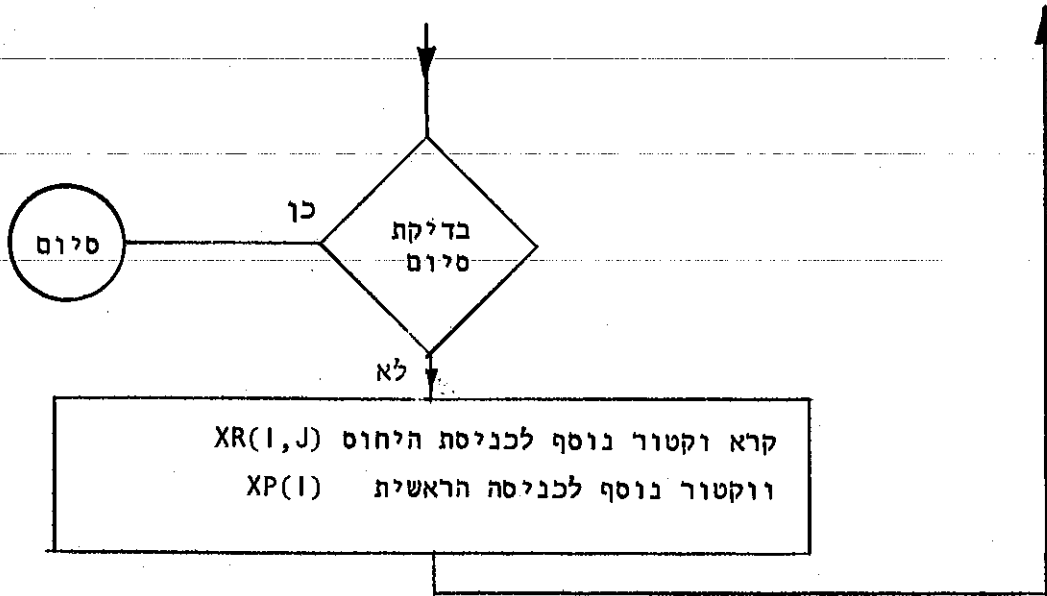 כן
בדיקת
סיום
סיום
לא
קרא וקטור נוסף לכניסת היחוס XR(I,J)
ווקטור נוסף לכניסה הראשית XP(I)